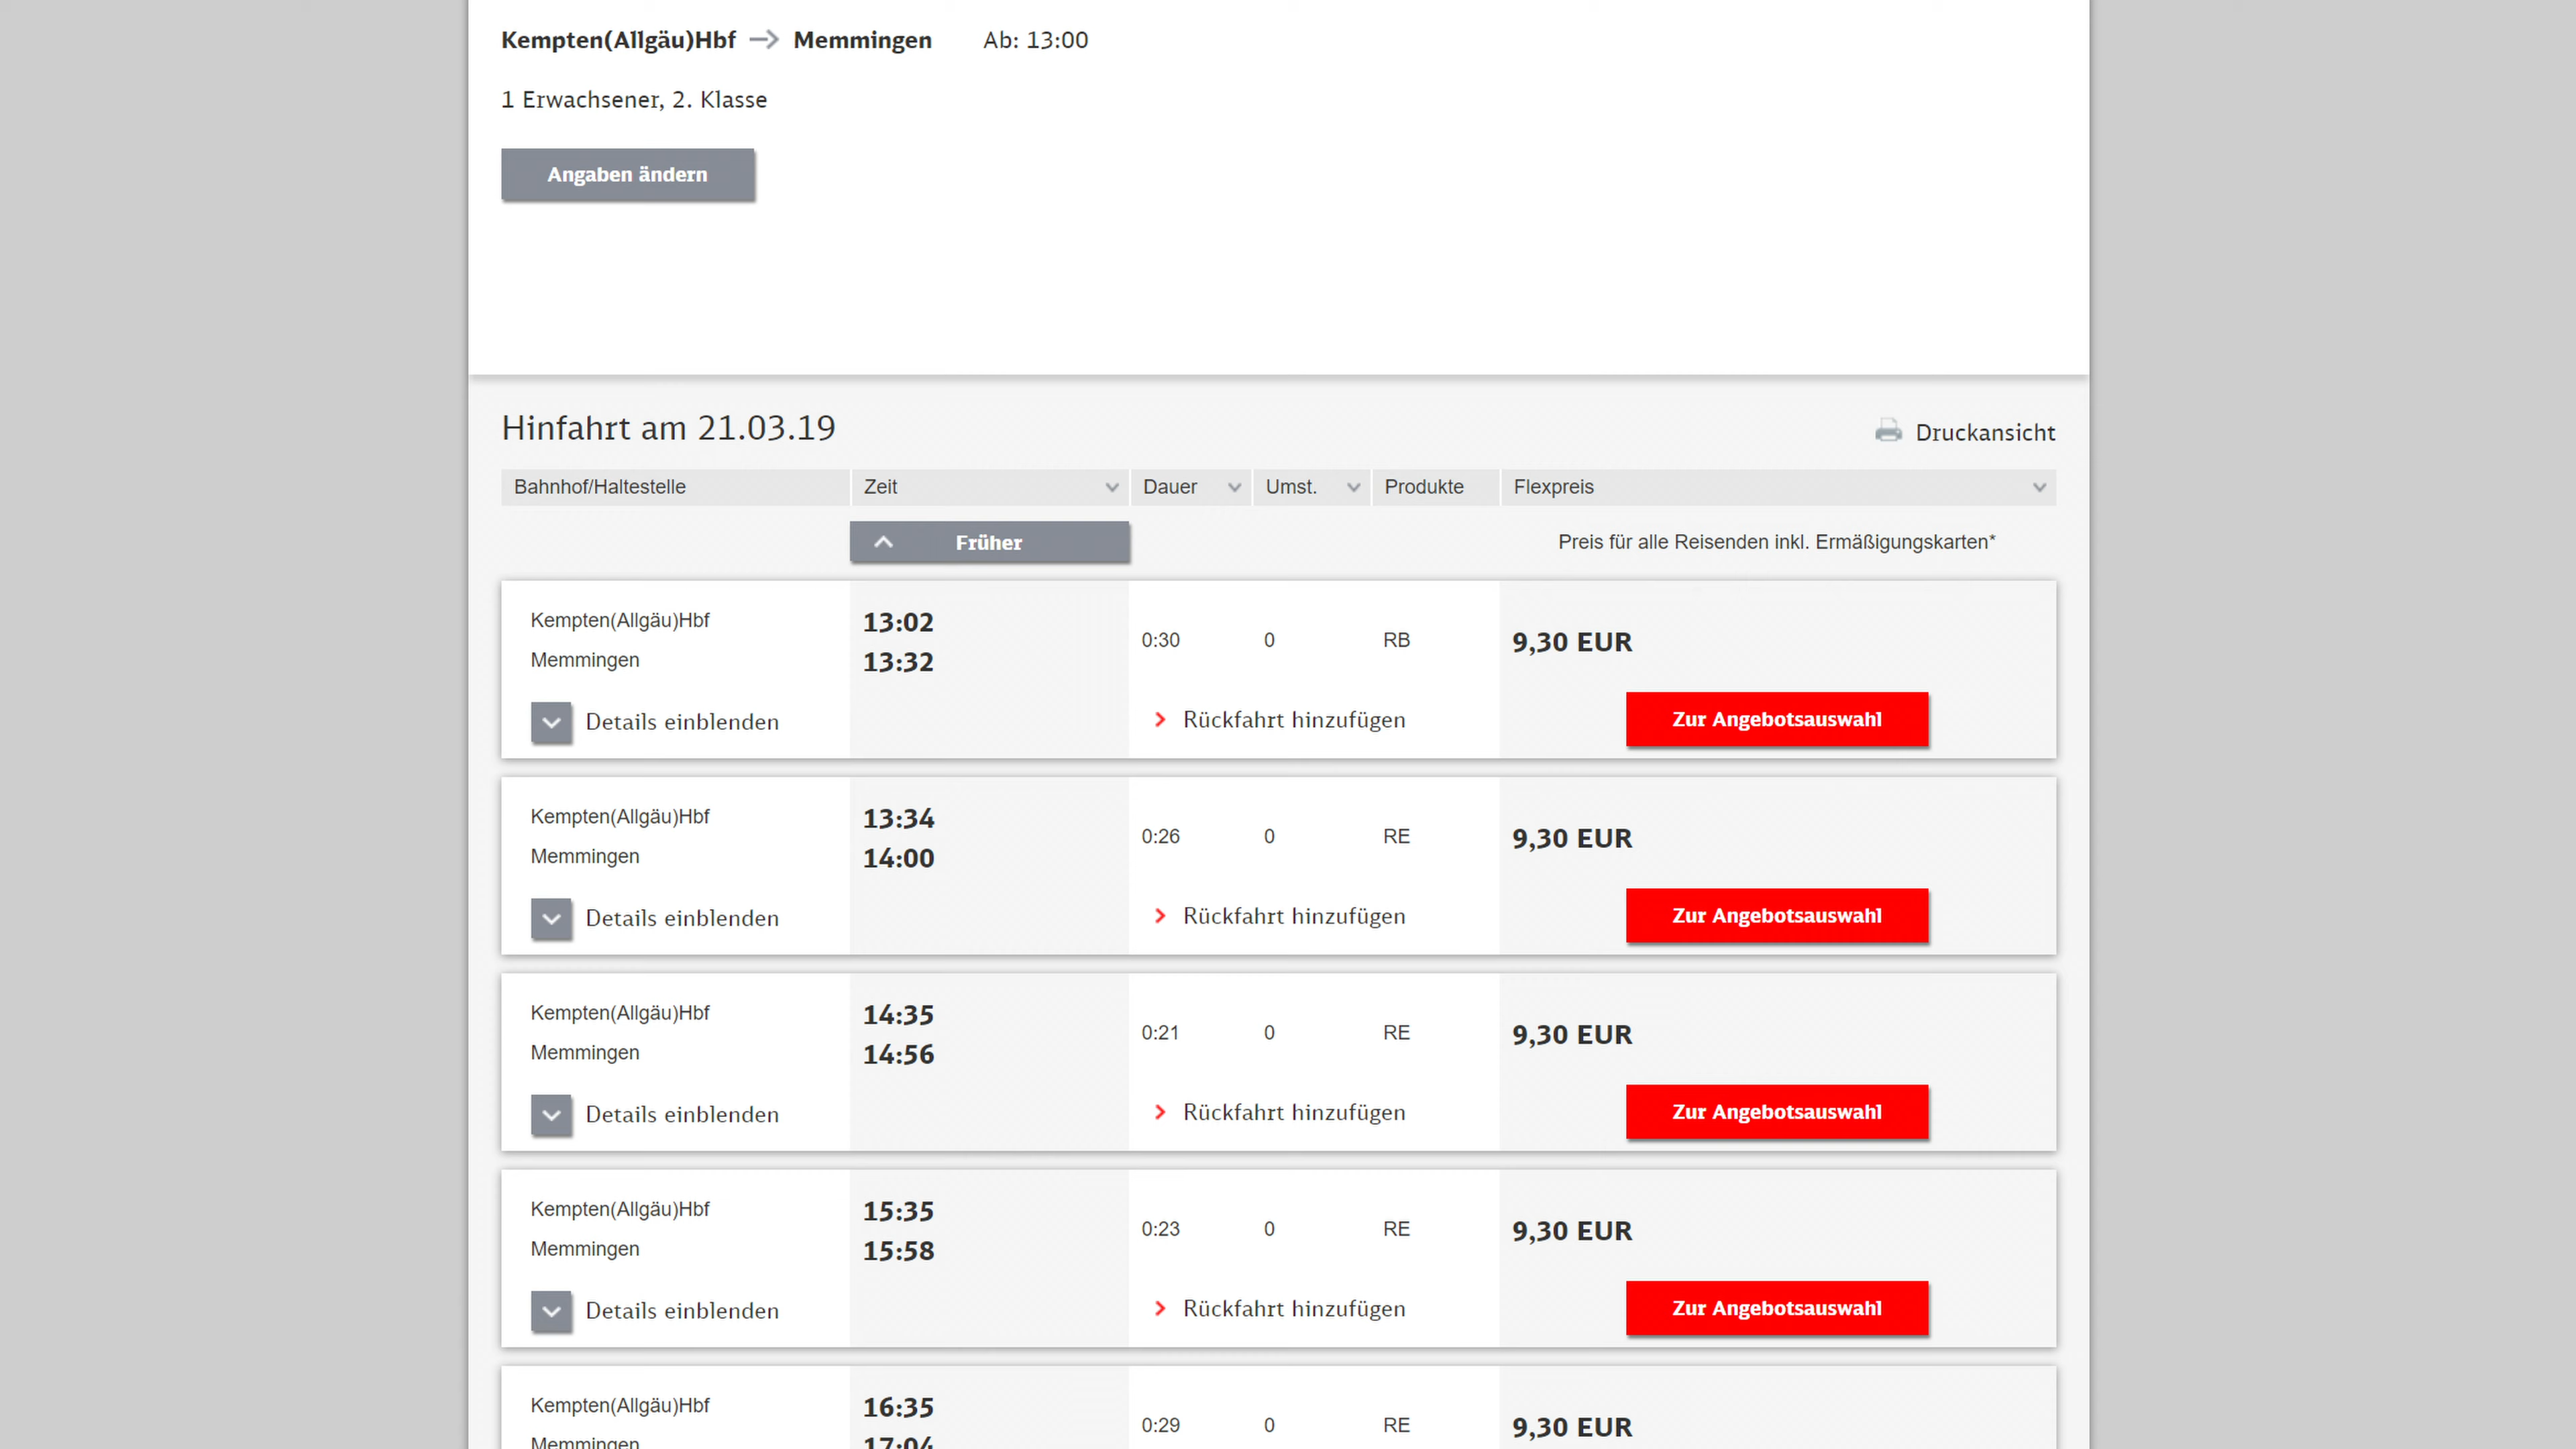 Kempten(Allgäu)Hbf → Memmingen Ab: 13:00
1 Erwachsener, 2. Klasse
Angaben ändern
Hinfahrt am 21.03.19 Druckansicht
Bahnhof/Haltestelle Zeit Dauer Umst. Produkte Flexpreis
Früher Preis für alle Reisenden inkl. Ermäßigungskarten*
Kempten(Allgäu)Hbf 13:02
Memmingen 13:32
0:30 0 RB 9,30 EUR
Details einblenden Rückfahrt hinzufügen Zur Angebotsauswahl
Kempten(Allgäu)Hbf 13:34
Memmingen 14:00
0:26 0 RE 9,30 EUR
Details einblenden Rückfahrt hinzufügen Zur Angebotsauswahl
Kempten(Allgäu)Hbf 14:35
Memmingen 14:56
0:21 0 RE 9,30 EUR
Details einblenden Rückfahrt hinzufügen Zur Angebotsauswahl
Kempten(Allgäu)Hbf 15:35
Memmingen 15:58
0:23 0 RE 9,30 EUR
Details einblenden Rückfahrt hinzufügen Zur Angebotsauswahl
Kempten(Allgäu)Hbf 16:35
Memmingen 17:04
0:29 0 RE 9,30 EUR